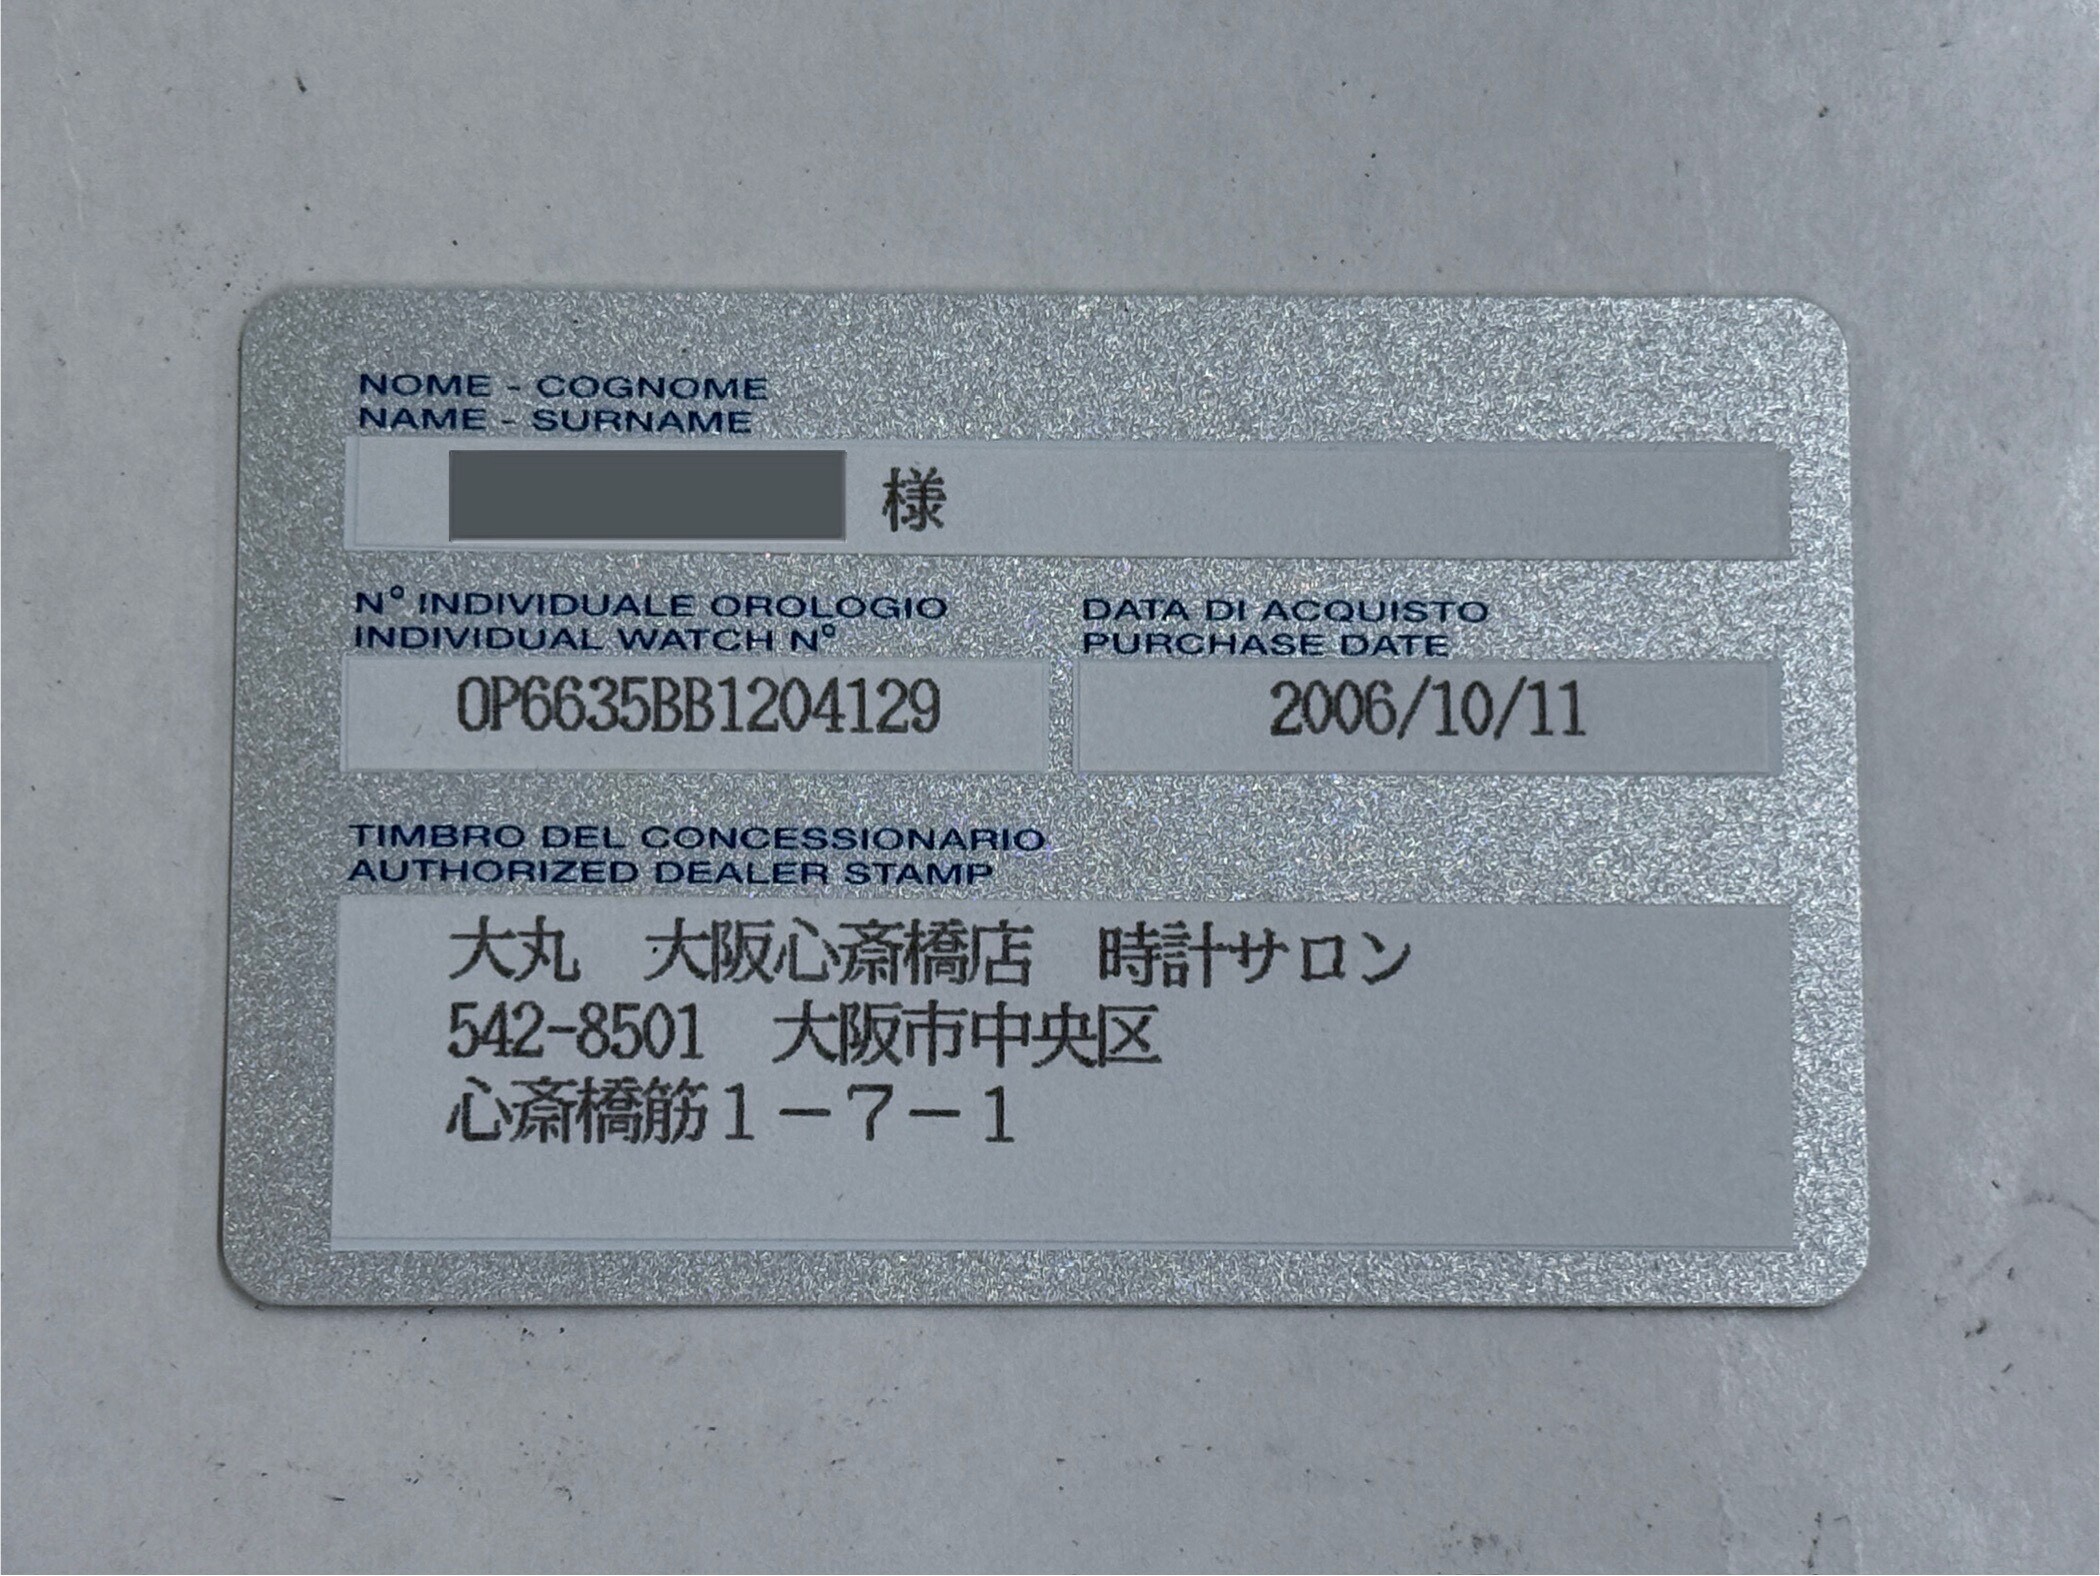 NOME - COGNOME
NAME - SURNAME
様
N° INDIVIDUALE OROLOGIO
INDIVIDUAL WATCH N°
OP6635BB1204129
DATA DI ACQUISTO
PURCHASE DATE
2006/10/11
TIMBRO DEL CONCESSIONARIO
AUTHORIZED DEALER STAMP
大丸　大阪心斎橋店　時計サロン
542-8501　大阪市中央区
心斎橋筋１－７－１